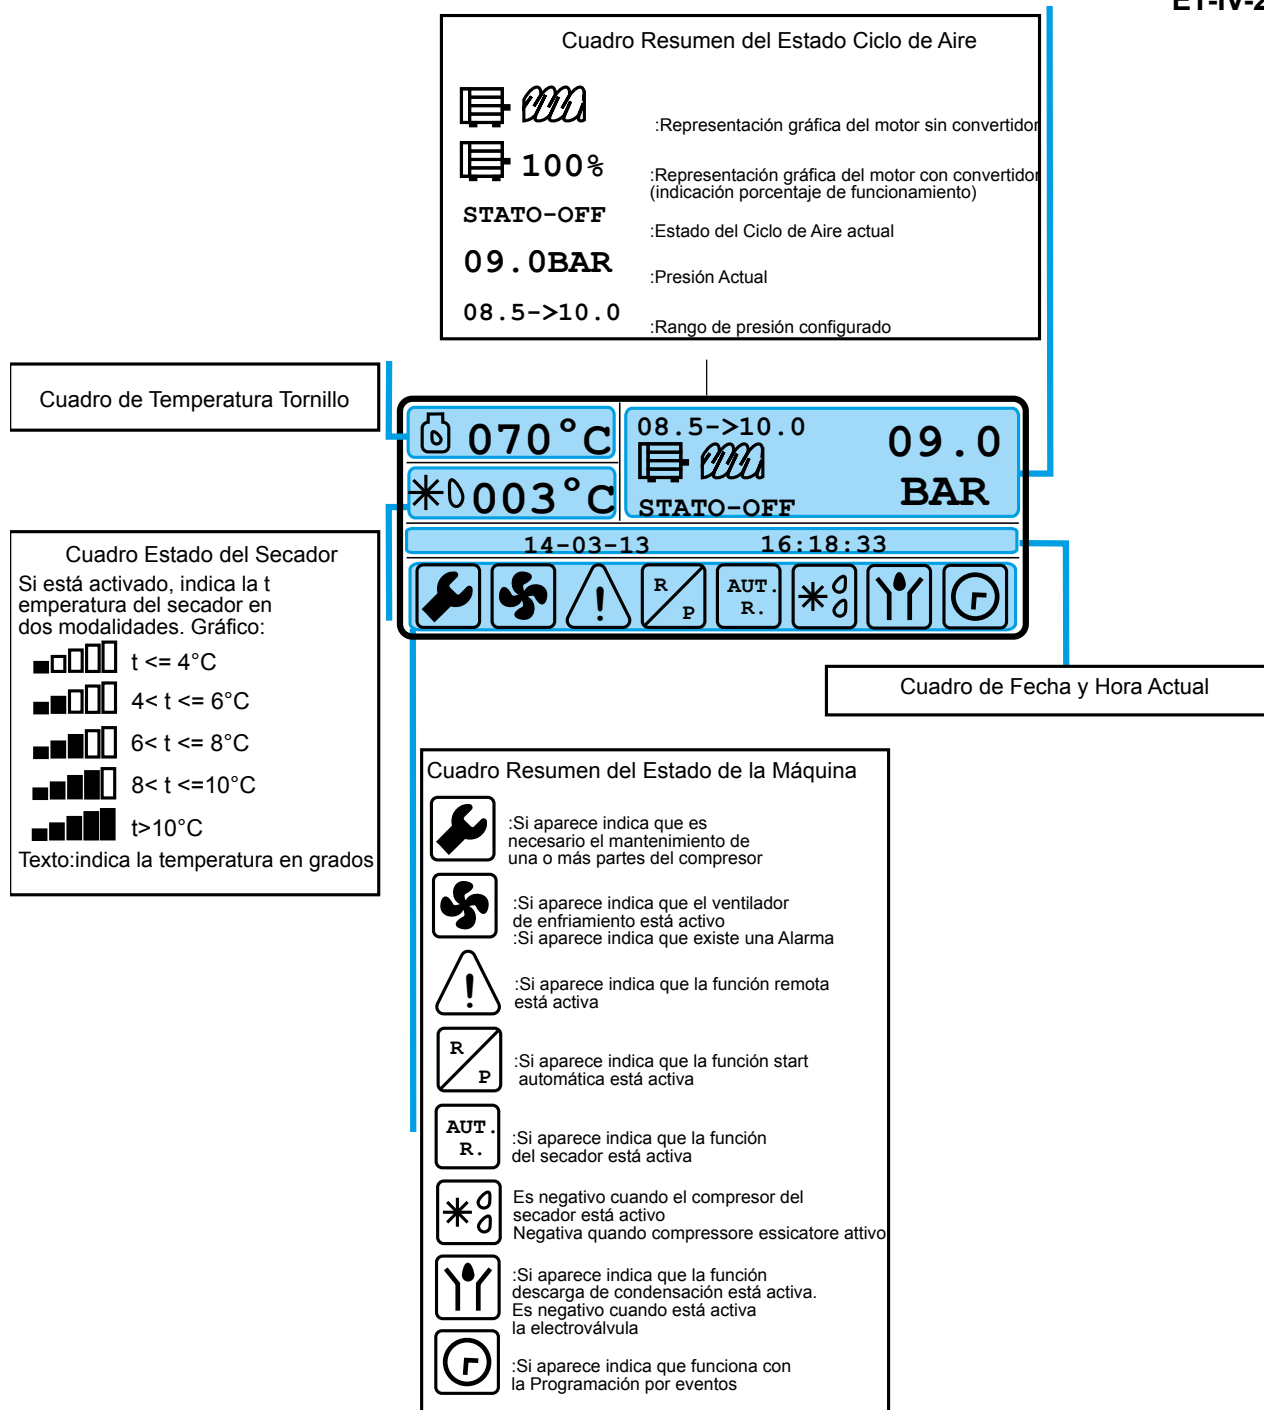 ET-IV-2
Cuadro Resumen del Estado Ciclo de Aire
:Representación gráfica del motor sin convertidor
100%
:Representación gráfica del motor con convertidor
(indicación porcentaje de funcionamiento)
STATO-OFF
:Estado del Ciclo de Aire actual
09.0BAR
:Presión Actual
08.5->10.0
:Rango de presión configurado
Cuadro de Temperatura Tornillo
070°C
003°C
08.5->10.0
STATO-OFF
09.0
BAR
14-03-13 16:18:33
R
P
AUT.
R.
Cuadro Estado del Secador
Si está activado, indica la t
emperatura del secador en
dos modalidades. Gráfico:
t <= 4°C
4< t <= 6°C
6< t <= 8°C
8< t <=10°C
t>10°C
Texto:indica la temperatura en grados
Cuadro de Fecha y Hora Actual
Cuadro Resumen del Estado de la Máquina
:Si aparece indica que es
necesario el mantenimiento de
una o más partes del compresor
:Si aparece indica que el ventilador
de enfriamiento está activo
:Si aparece indica que existe una Alarma
:Si aparece indica que la función remota
está activa
R
P
:Si aparece indica que la función start
automática está activa
AUT.
R.
:Si aparece indica que la función
del secador está activa
Es negativo cuando el compresor del
secador está activo
Negativa quando compressore essicatore attivo
:Si aparece indica que la función
descarga de condensación está activa.
Es negativo cuando está activa
la electroválvula
:Si aparece indica que funciona con
la Programación por eventos